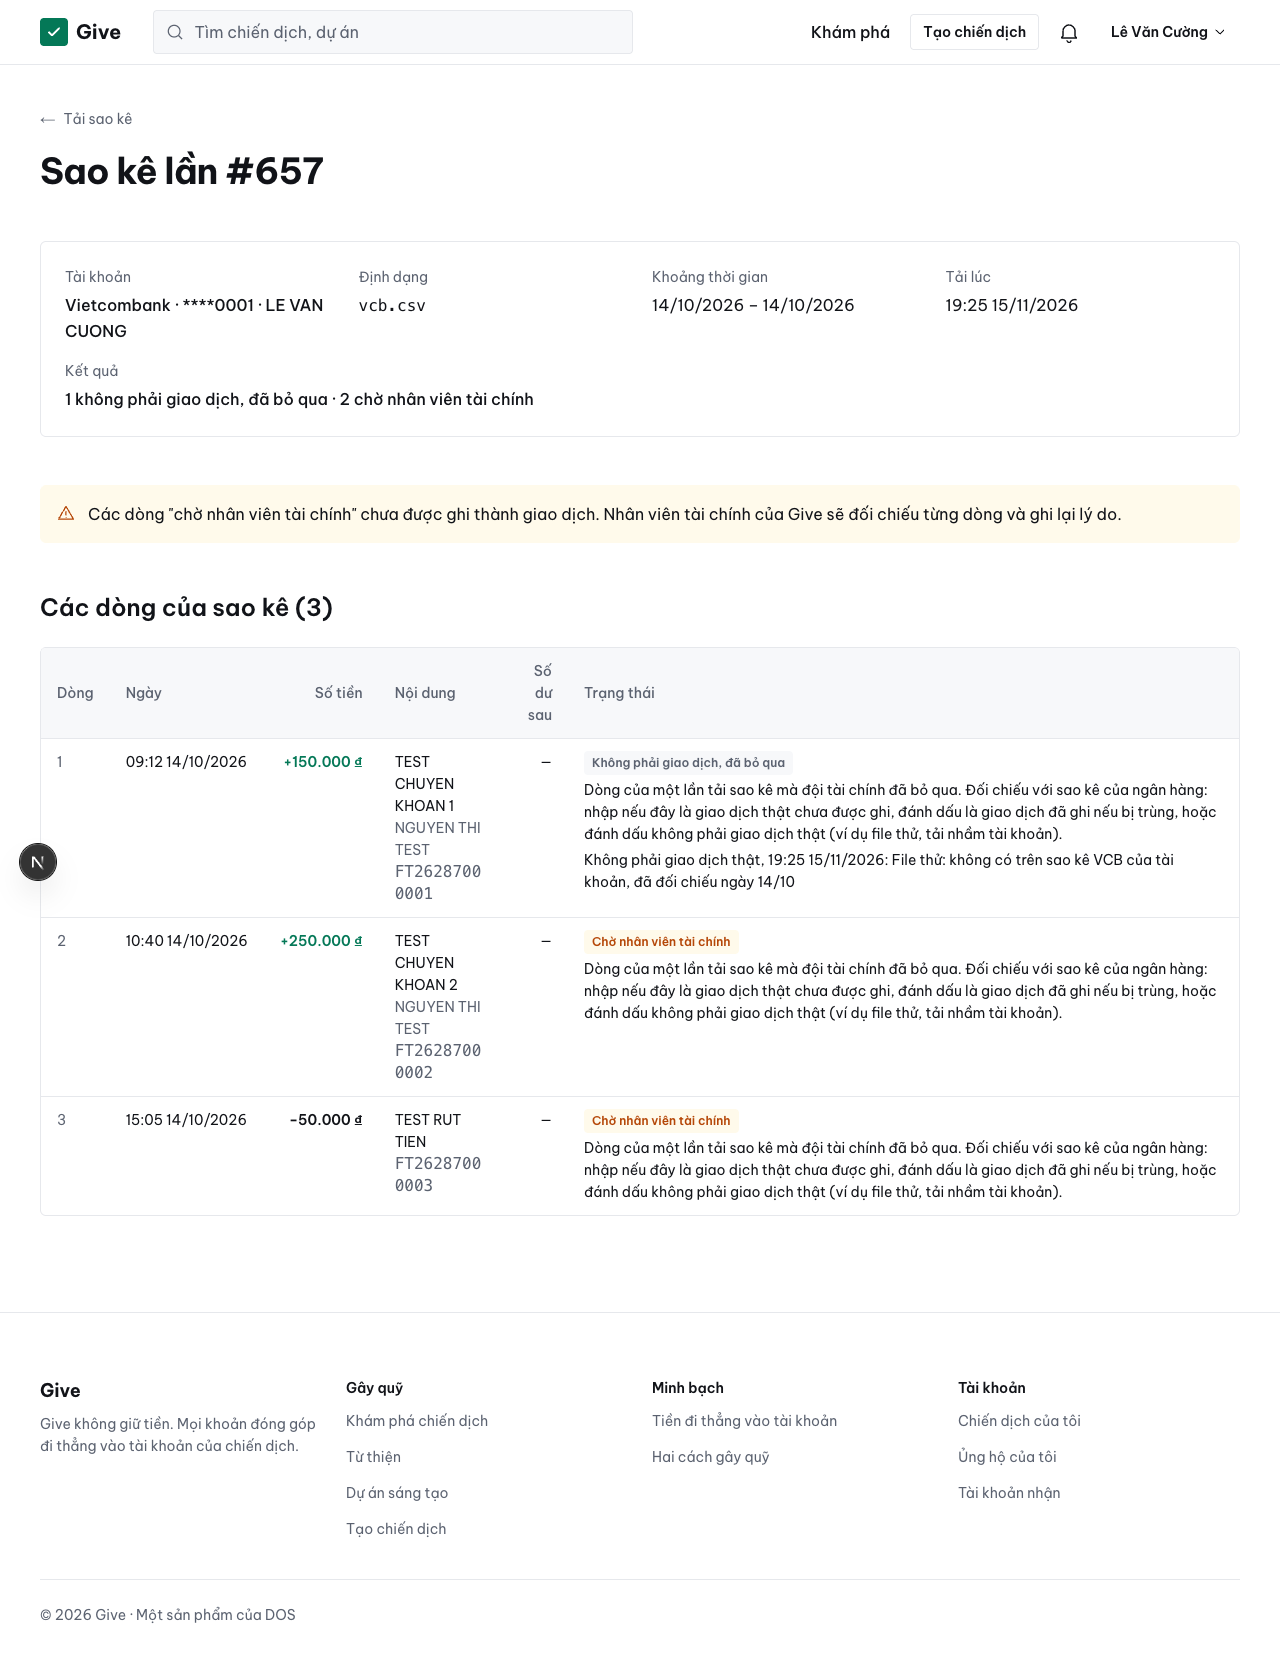 Give
Tìm chiến dịch, dự án
Khám phá
Tạo chiến dịch
Lê Văn Cường
← Tải sao kê
Sao kê lần #657
Tài khoản
Vietcombank · ****0001 · LE VAN
CUONG
Định dạng
vcb.csv
Khoảng thời gian
14/10/2026 – 14/10/2026
Tải lúc
19:25 15/11/2026
Kết quả
1 không phải giao dịch, đã bỏ qua · 2 chờ nhân viên tài chính
Các dòng "chờ nhân viên tài chính" chưa được ghi thành giao dịch. Nhân viên tài chính của Give sẽ đối chiếu từng dòng và ghi lại lý do.
Các dòng của sao kê (3)
Dòng
Ngày
Số tiền
Nội dung
Số
dư
sau
Trạng thái
1
09:12 14/10/2026
+150.000 ₫
TEST
CHUYEN
KHOAN 1
NGUYEN THI
TEST
FT2628700
0001
—
Không phải giao dịch, đã bỏ qua
Dòng của một lần tải sao kê mà đội tài chính đã bỏ qua. Đối chiếu với sao kê của ngân hàng:
nhập nếu đây là giao dịch thật chưa được ghi, đánh dấu là giao dịch đã ghi nếu bị trùng, hoặc
đánh dấu không phải giao dịch thật (ví dụ file thử, tải nhầm tài khoản).
Không phải giao dịch thật, 19:25 15/11/2026: File thử: không có trên sao kê VCB của tài
khoản, đã đối chiếu ngày 14/10
2
10:40 14/10/2026
+250.000 ₫
TEST
CHUYEN
KHOAN 2
NGUYEN THI
TEST
FT2628700
0002
—
Chờ nhân viên tài chính
Dòng của một lần tải sao kê mà đội tài chính đã bỏ qua. Đối chiếu với sao kê của ngân hàng:
nhập nếu đây là giao dịch thật chưa được ghi, đánh dấu là giao dịch đã ghi nếu bị trùng, hoặc
đánh dấu không phải giao dịch thật (ví dụ file thử, tải nhầm tài khoản).
3
15:05 14/10/2026
-50.000 ₫
TEST RUT
TIEN
FT2628700
0003
—
Chờ nhân viên tài chính
Dòng của một lần tải sao kê mà đội tài chính đã bỏ qua. Đối chiếu với sao kê của ngân hàng:
nhập nếu đây là giao dịch thật chưa được ghi, đánh dấu là giao dịch đã ghi nếu bị trùng, hoặc
đánh dấu không phải giao dịch thật (ví dụ file thử, tải nhầm tài khoản).
N
Give
Give không giữ tiền. Mọi khoản đóng góp
đi thẳng vào tài khoản của chiến dịch.
Gây quỹ
Khám phá chiến dịch
Từ thiện
Dự án sáng tạo
Tạo chiến dịch
Minh bạch
Tiền đi thẳng vào tài khoản
Hai cách gây quỹ
Tài khoản
Chiến dịch của tôi
Ủng hộ của tôi
Tài khoản nhận
© 2026 Give · Một sản phẩm của DOS